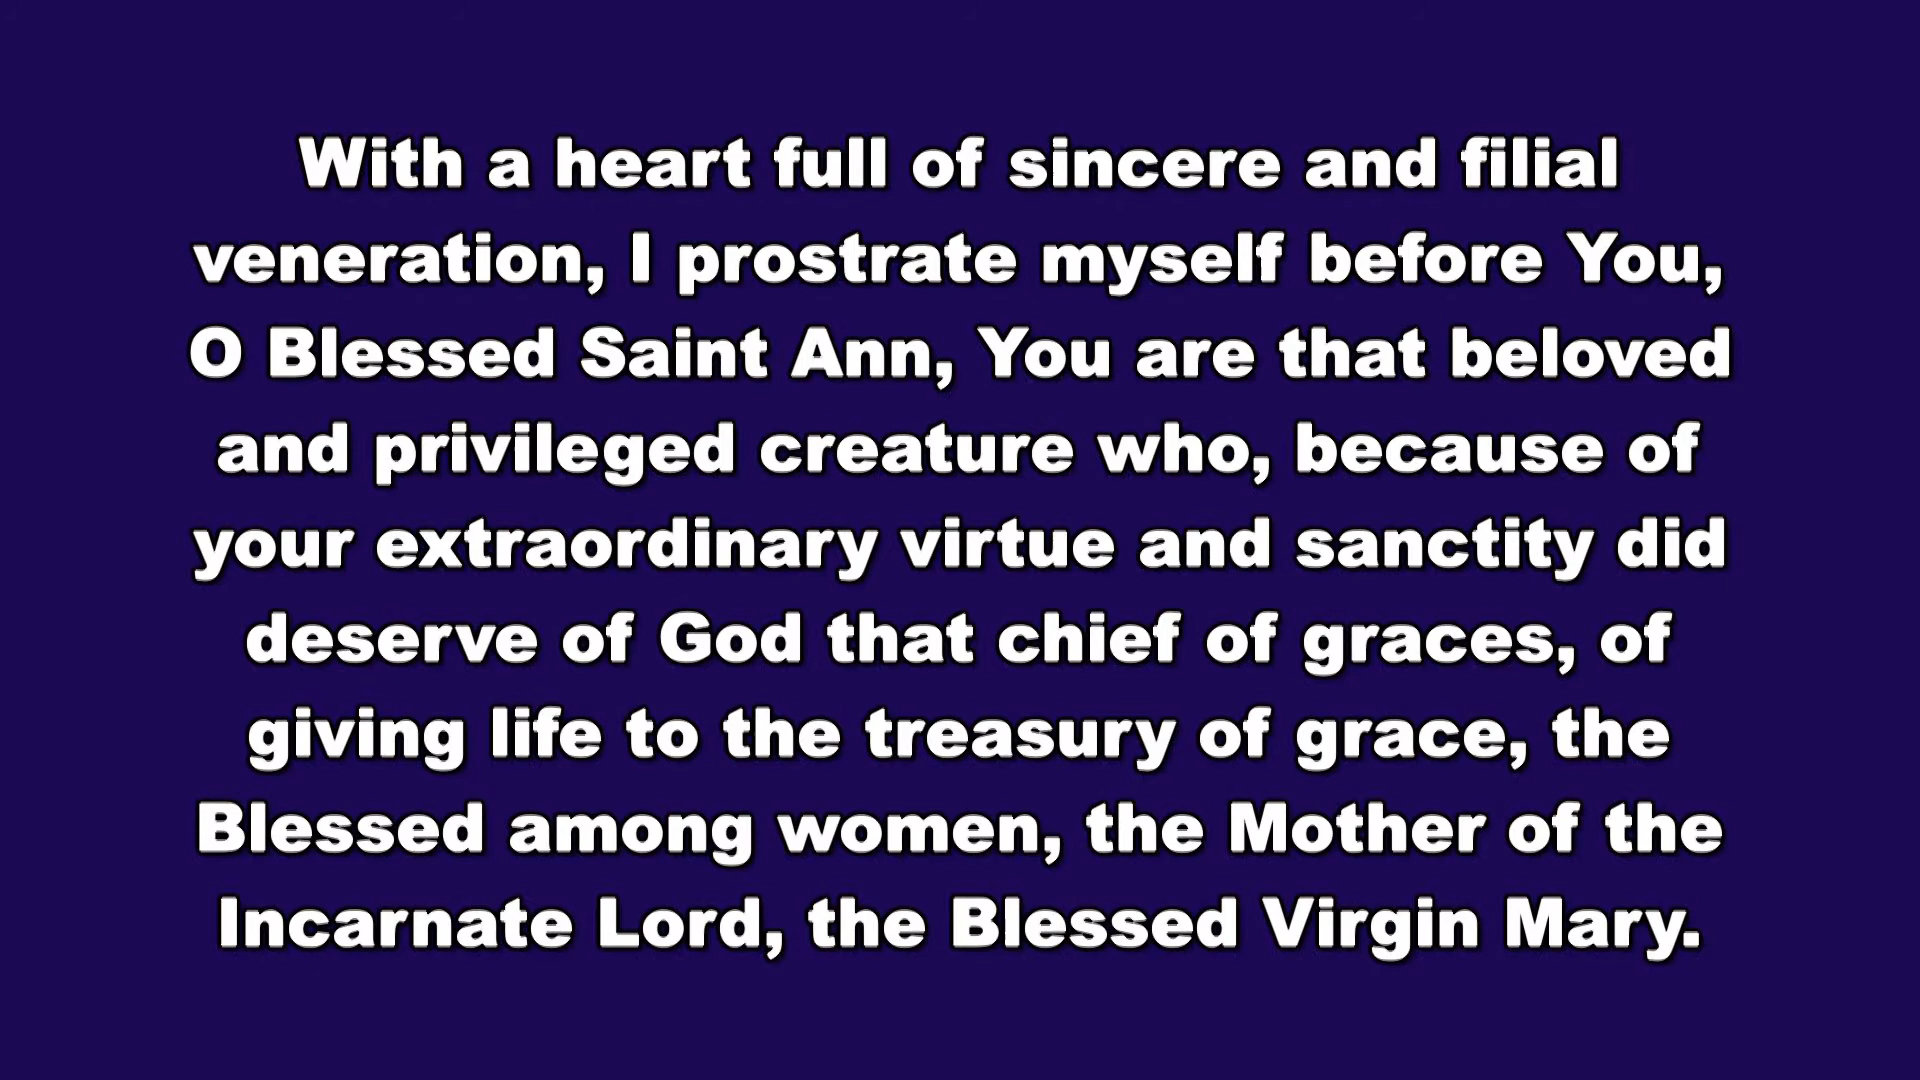 With a heart full of sincere and filial
veneration, I prostrate myself before You,
O Blessed Saint Ann, You are that beloved
and privileged creature who, because of
your extraordinary virtue and sanctity did
deserve of God that chief of graces, of
giving life to the treasury of grace, the
Blessed among women, the Mother of the
Incarnate Lord, the Blessed Virgin Mary.